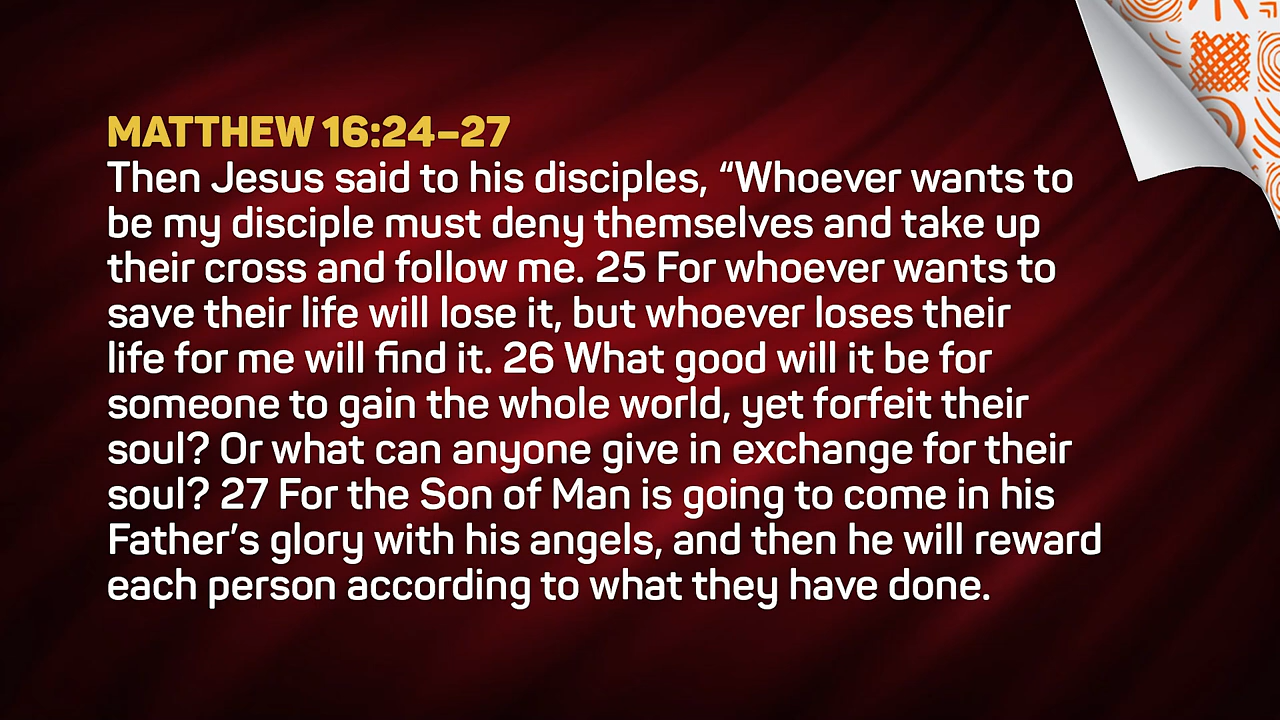 MATTHEW 16:24–27
Then Jesus said to his disciples, “Whoever wants to
be my disciple must deny themselves and take up
their cross and follow me. 25 For whoever wants to
save their life will lose it, but whoever loses their
life for me will find it. 26 What good will it be for
someone to gain the whole world, yet forfeit their
soul? Or what can anyone give in exchange for their
soul? 27 For the Son of Man is going to come in his
Father’s glory with his angels, and then he will reward
each person according to what they have done.